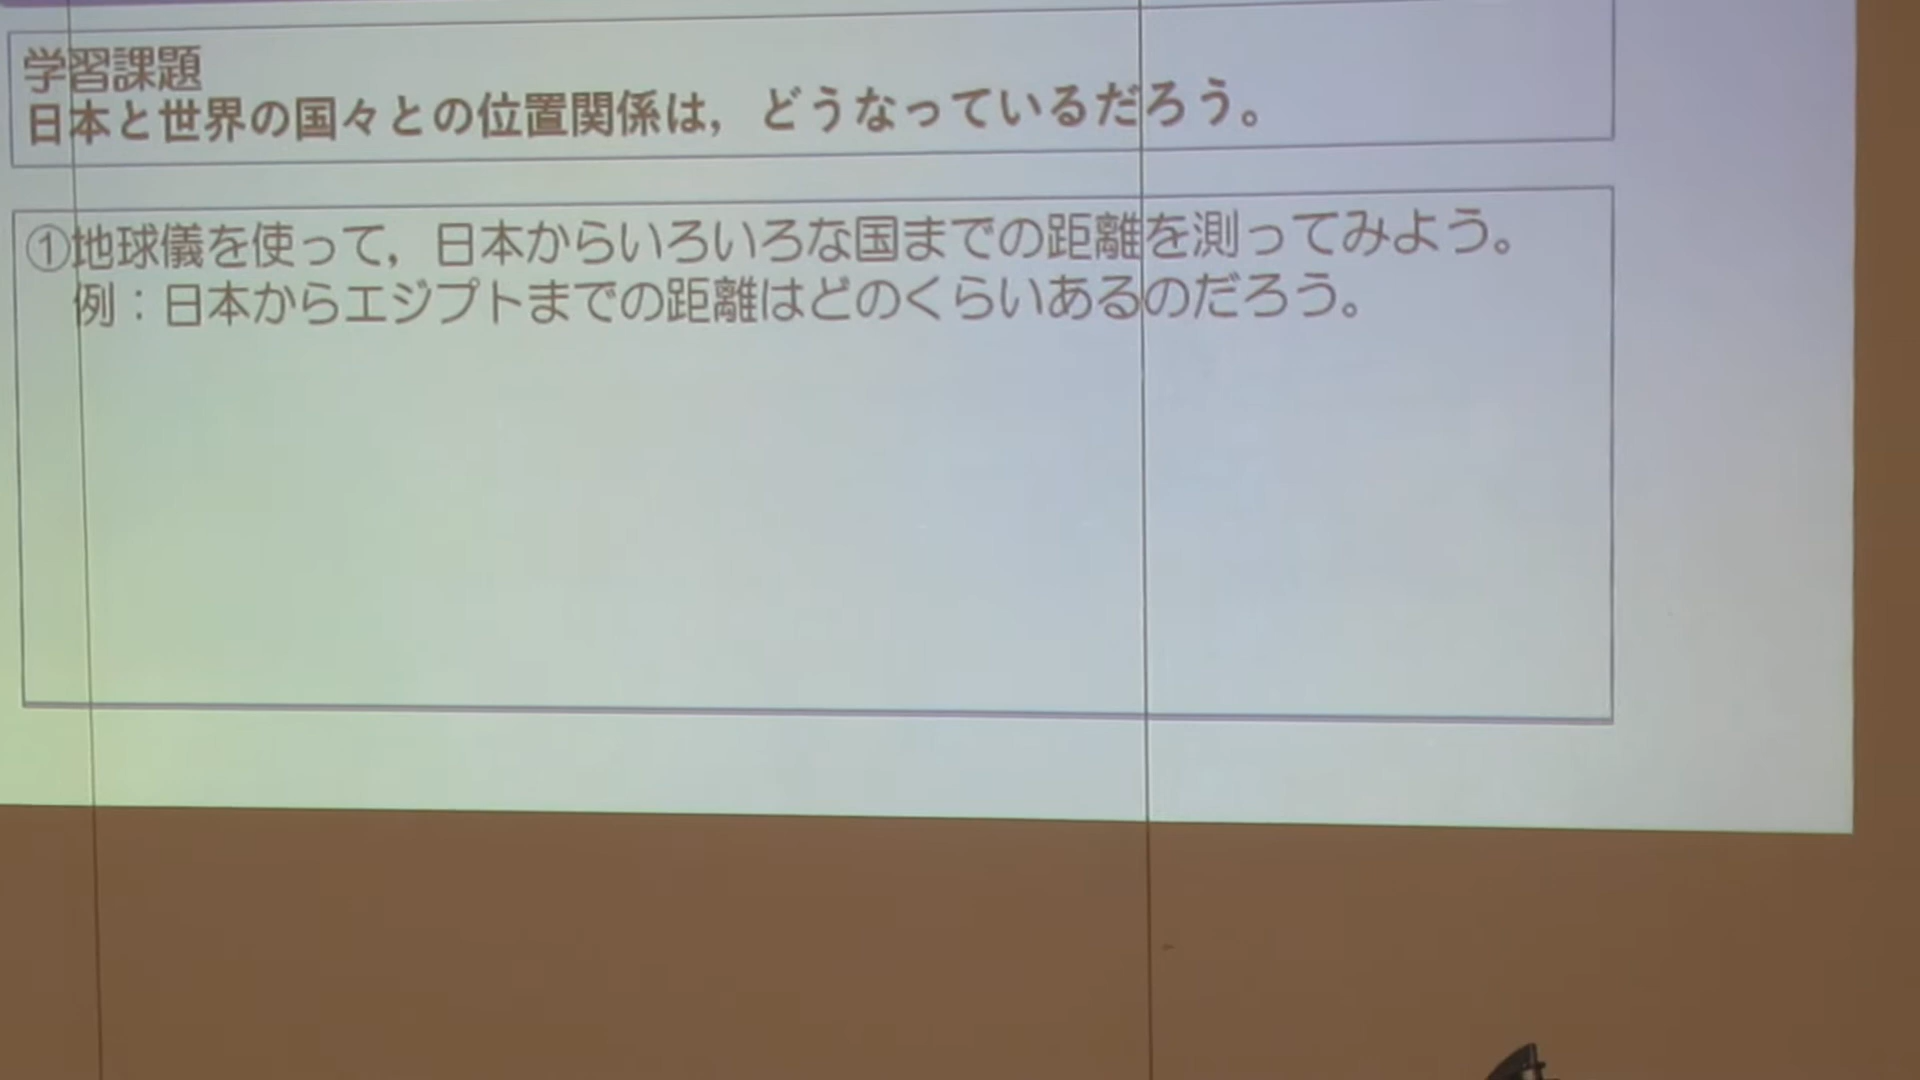 学習課題
日本と世界の国々との位置関係は，どうなっているだろう。
①地球儀を使って，日本からいろいろな国までの距離を測ってみよう。
例：日本からエジプトまでの距離はどのくらいあるのだろう。